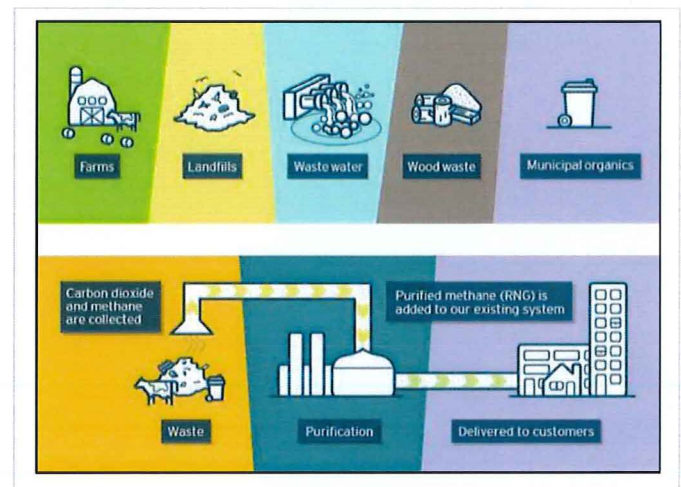 Farms
Landfills
Waste water
Wood waste
Municipal organics
Carbon dioxide
and methane
are collected
Purified methane (RNG) is
added to our existing system
Waste
Purification
Delivered to customers